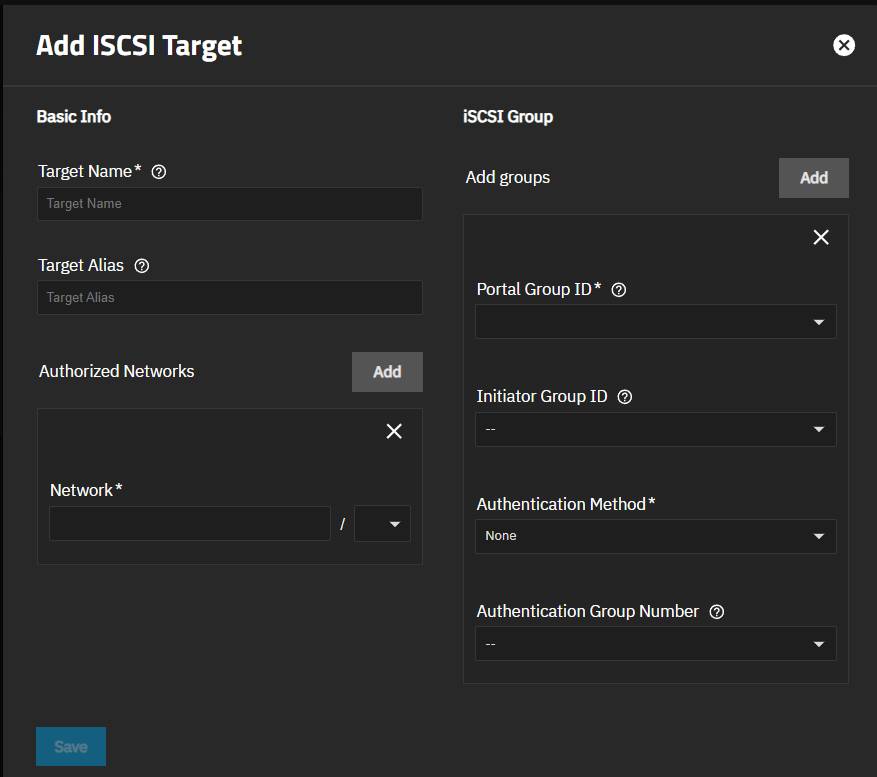 Add ISCSI Target
Basic Info
Target Name*
Target Name
Target Alias
Target Alias
Authorized Networks
Add
Network*
/
iSCSI Group
Add groups
Add
Portal Group ID*
Initiator Group ID
--
Authentication Method*
None
Authentication Group Number
--
Save